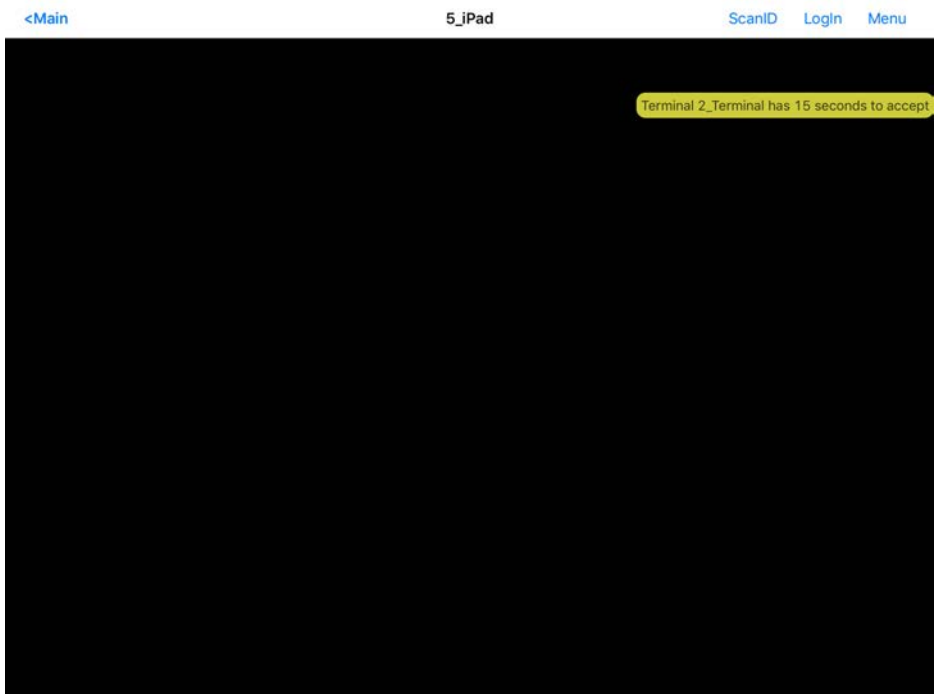 <Main 5_iPad ScanID LogIn Menu
Terminal 2_Terminal has 15 seconds to accept